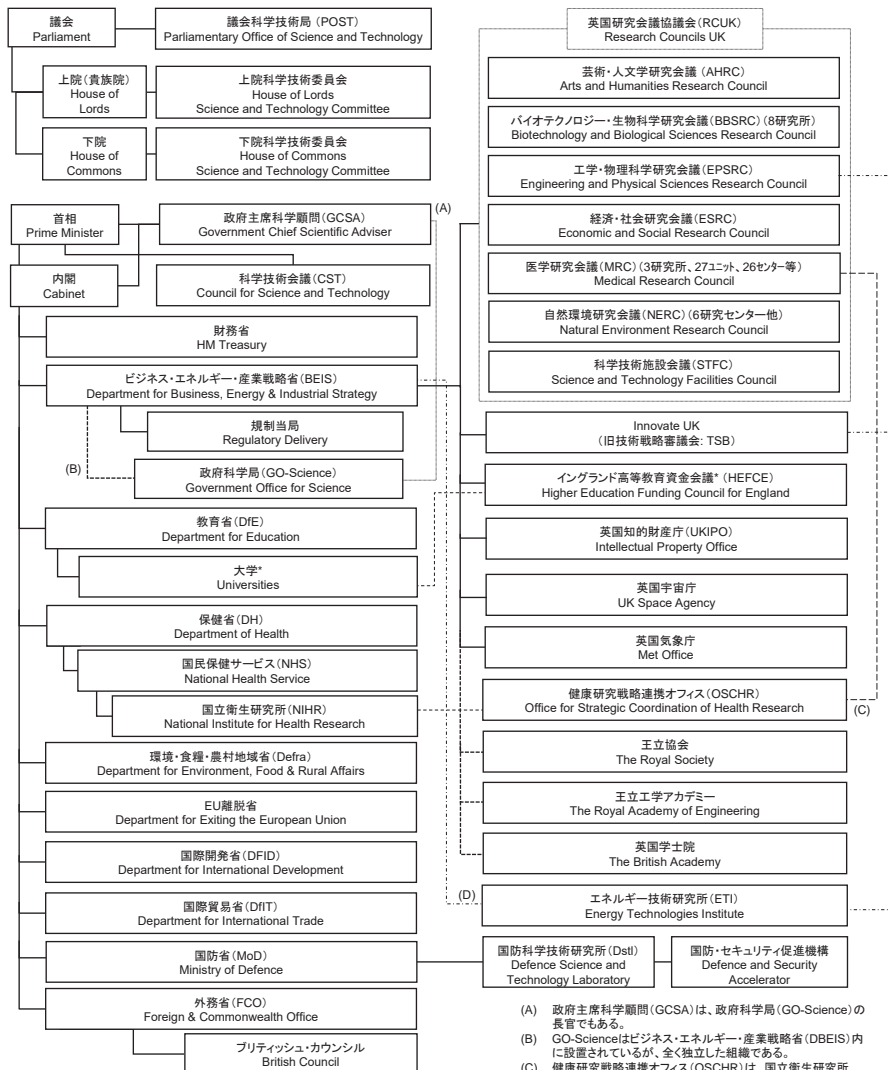 議会
Parliament
議会科学技術局(POST)
Parliamentary Office of Science and Technology
上院(貴族院)
House of
Lords
上院科学技術委員会
House of Lords
Science and Technology Committee
下院
House of
Commons
下院科学技術委員会
House of Commons
Science and Technology Committee
首相
Prime Minister
政府主席科学顧問(GCSA)
Government Chief Scientific Adviser
(A)
内閣
Cabinet
科学技術会議(CST)
Council for Science and Technology
財務省
HM Treasury
ビジネス・エネルギー・産業戦略省(BEIS)
Department for Business, Energy & Industrial Strategy
規制当局
Regulatory Delivery
(B)
政府科学局(GO-Science)
Government Office for Science
教育省(DfE)
Department for Education
大学*
Universities
保健省(DH)
Department of Health
国民保健サービス(NHS)
National Health Service
国立衛生研究所(NIHR)
National Institute for Health Research
環境・食糧・農村地域省(Defra)
Department for Environment, Food & Rural Affairs
EU離脱省
Department for Exiting the European Union
国際開発省(DFID)
Department for International Development
国際貿易省(DfIT)
Department for International Trade
国防省(MoD)
Ministry of Defence
外務省(FCO)
Foreign & Commonwealth Office
ブリティッシュ・カウンシル
British Council
英国研究会議協議会(RCUK)
Research Councils UK
芸術・人文学研究会議 (AHRC)
Arts and Humanities Research Council
バイオテクノロジー・生物科学研究会議(BBSRC)(8研究所)
Biotechnology and Biological Sciences Research Council
工学・物理科学研究会議(EPSRC)
Engineering and Physical Sciences Research Council
経済・社会研究会議(ESRC)
Economic and Social Research Council
医学研究会議(MRC)(3研究所、27ユニット、26センター等)
Medical Research Council
自然環境研究会議(NERC)(6研究センター他)
Natural Environment Research Council
科学技術施設会議(STFC)
Science and Technology Facilities Council
Innovate UK
(旧技術戦略審議会: TSB)
イングランド高等教育資金会議* (HEFCE)
Higher Education Funding Council for England
英国知的財産庁(UKIPO)
Intellectual Property Office
英国宇宙庁
UK Space Agency
英国気象庁
Met Office
健康研究戦略連携オフィス(OSCHR)
Office for Strategic Coordination of Health Research
(C)
王立協会
The Royal Society
王立工学アカデミー
The Royal Academy of Engineering
英国学士院
The British Academy
(D)
エネルギー技術研究所(ETI)
Energy Technologies Institute
国防科学技術研究所(Dstl)
Defence Science and
Technology Laboratory
国防・セキュリティ促進機構
Defence and Security
Accelerator
(A) 政府主席科学顧問(GCSA)は、政府科学局(GO-Science)の
長官でもある。
(B) GO-Scienceはビジネス・エネルギー・産業戦略省(DBEIS)内
に設置されているが、全く独立した組織である。
(C) 健康研究戦略連携オフィス(OSCHR)は、国立衛生研究所